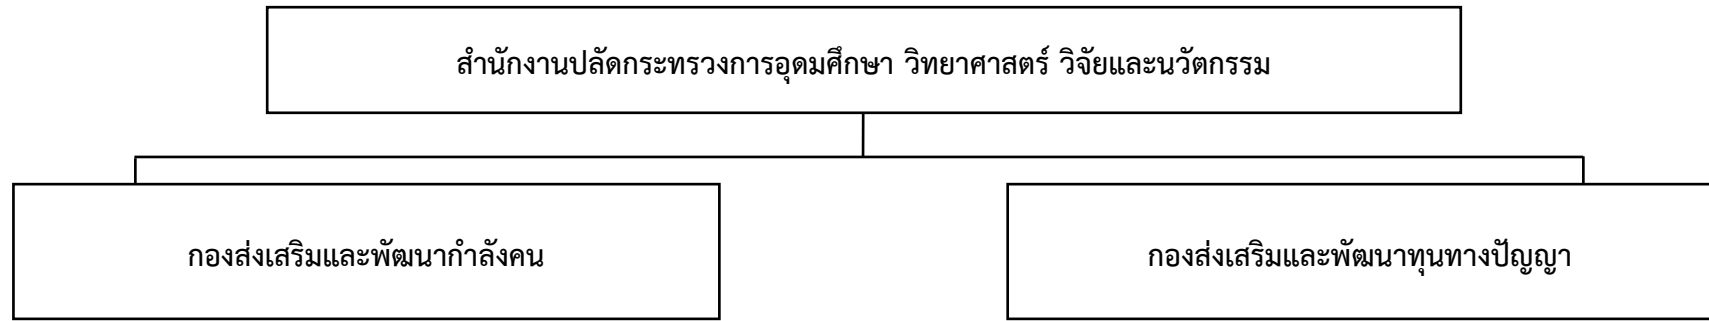 สำนักงานปลัดกระทรวงการอุดมศึกษา วิทยาศาสตร์ วิจัยและนวัตกรรม
กองส่งเสริมและพัฒนากำลังคน
กองส่งเสริมและพัฒนาทุนทางปัญญา